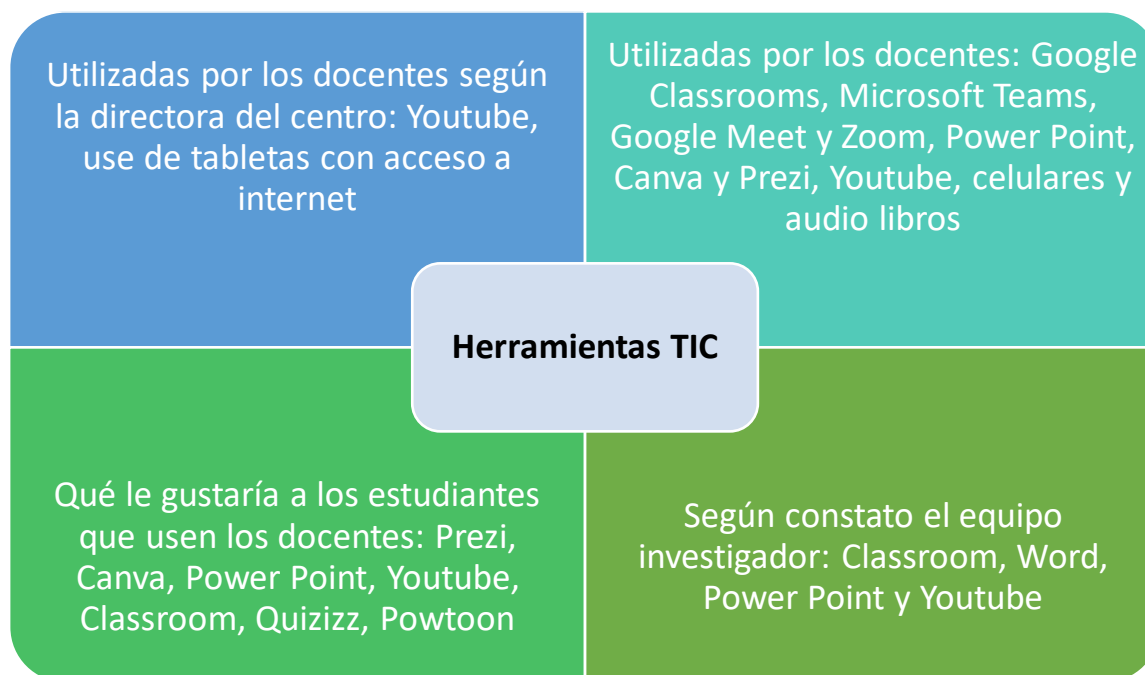 Utilizadas por los docentes según
la directora del centro: Youtube,
use de tabletas con acceso a
internet
Utilizadas por los docentes: Google
Classrooms, Microsoft Teams,
Google Meet y Zoom, Power Point,
Canva y Prezi, Youtube, celulares y
audio libros
Herramientas TIC
Qué le gustaría a los estudiantes
que usen los docentes: Prezi,
Canva, Power Point, Youtube,
Classroom, Quizizz, Powtoon
Según constato el equipo
investigador: Classroom, Word,
Power Point y Youtube